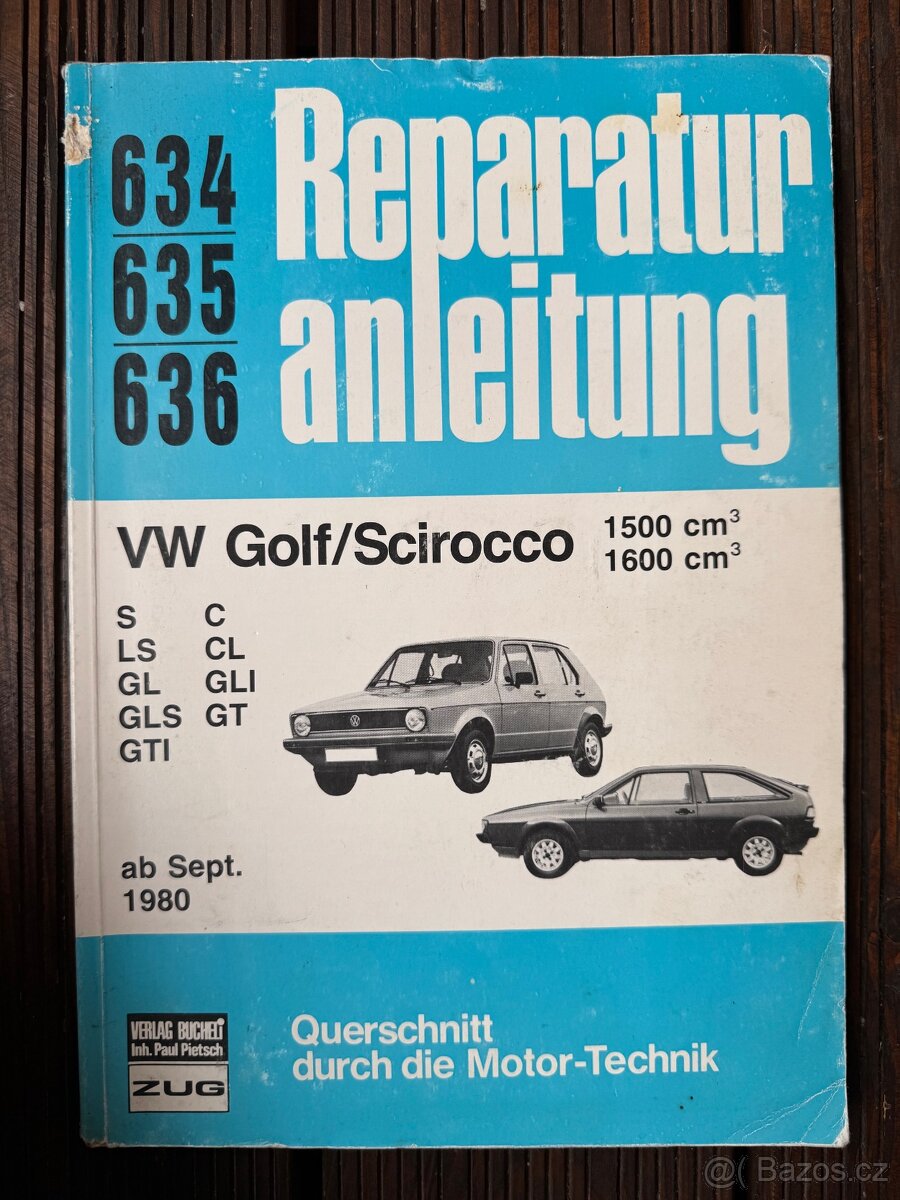 634
635
636
Reparatur
anleitung
VW Golf/Scirocco
1500 cm³
1600 cm³
S C
LS CL
GL GLI
GLS GT
GTI
ab Sept.
1980
VERLAG BUCHELI
Inh. Paul Pietsch
ZUG
Querschnitt
durch die Motor-Technik
@( Bazos.cz